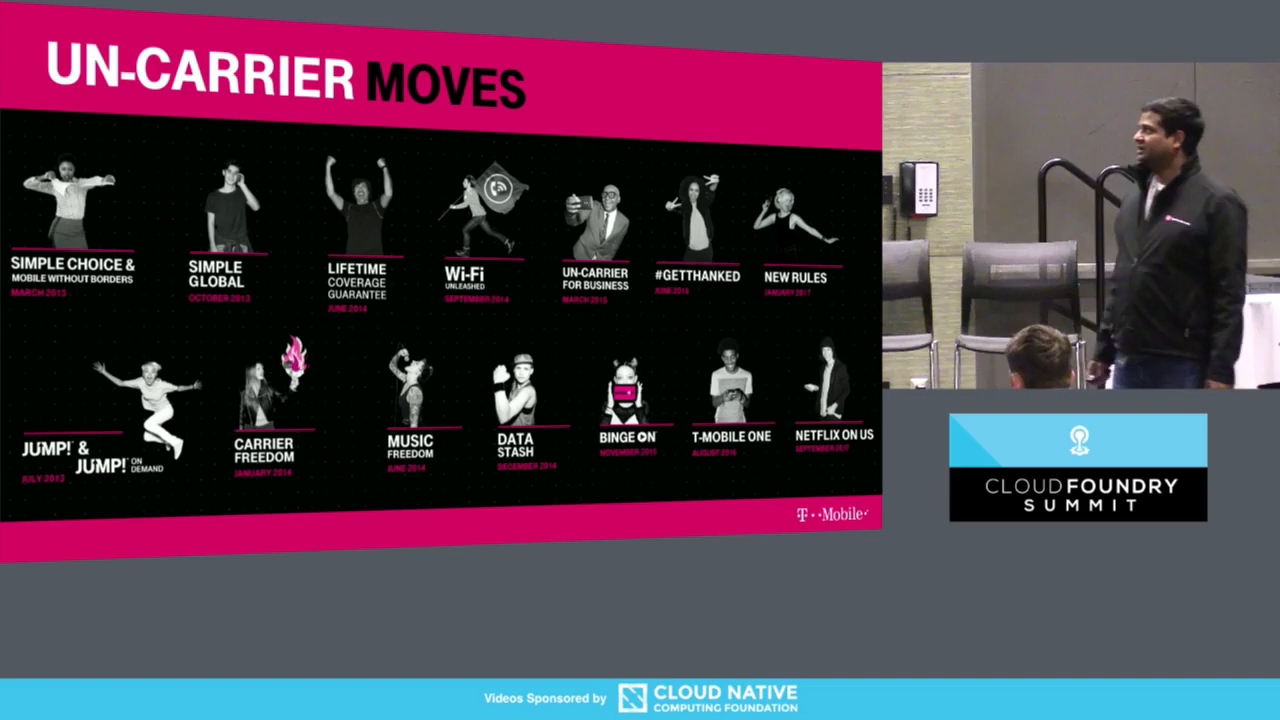 UN-CARRIER MOVES
SIMPLE CHOICE &
MOBILE WITHOUT BORDERS
MARCH 2013
SIMPLE
GLOBAL
OCTOBER 2013
LIFETIME
COVERAGE
GUARANTEE
JUNE 2014
Wi-Fi
UNLEASHED
SEPTEMBER 2014
UN-CARRIER
FOR BUSINESS
MARCH 2015
#GETTHANKED
JUNE 2016
NEW RULES
JANUARY 2017
JUMP! &
JUMP! ON
DEMAND
JULY 2013
CARRIER
FREEDOM
JANUARY 2014
MUSIC
FREEDOM
JUNE 2014
DATA
STASH
DECEMBER 2014
BINGE ON
NOVEMBER 2015
T-MOBILE ONE
AUGUST 2016
NETFLIX ON US
SEPTEMBER 2017
T··Mobile·
CLOUDFOUNDRY
SUMMIT
Videos Sponsored by
CLOUD NATIVE
COMPUTING FOUNDATION